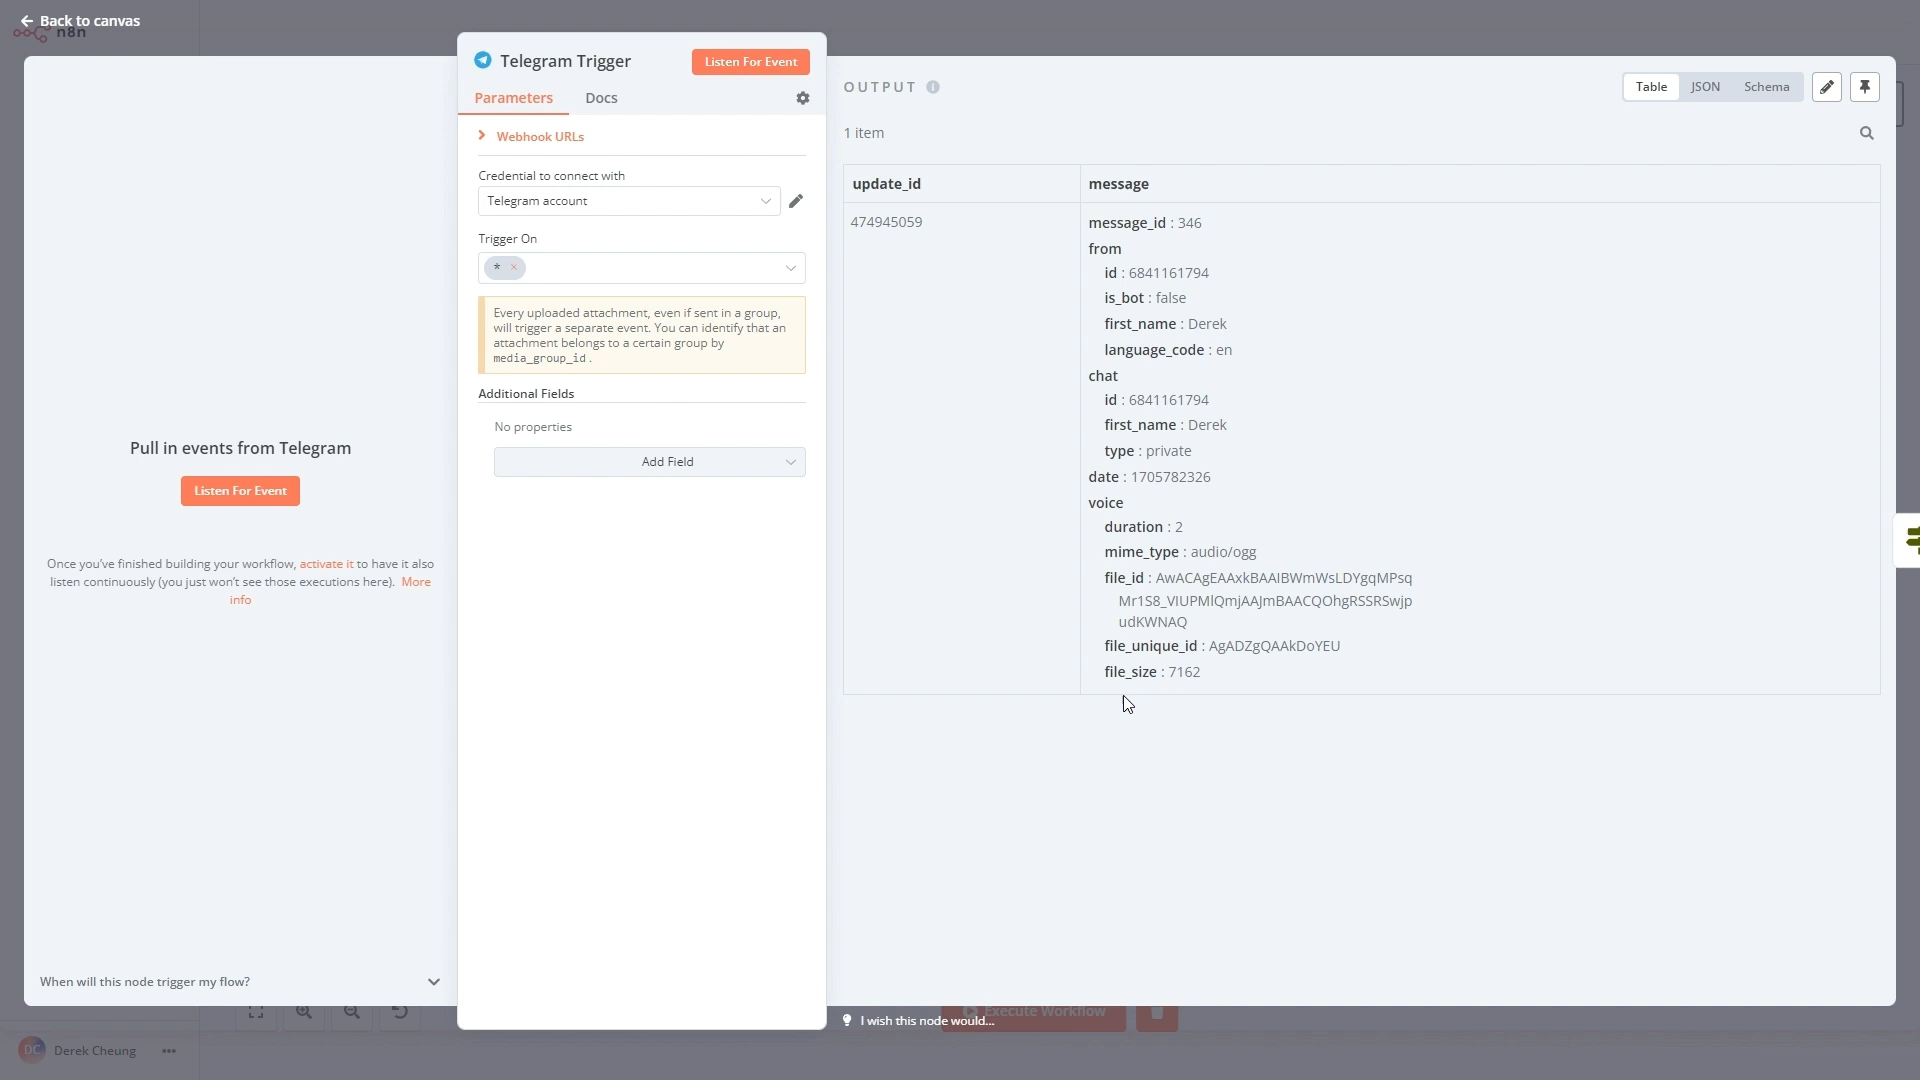 Back to canvas
n8n
Telegram Trigger
Listen For Event
Parameters
Docs
Webhook URLs
Credential to connect with
Telegram account
Trigger On
*
Every uploaded attachment, even if sent in a group,
will trigger a separate event. You can identify that an
attachment belongs to a certain group by
media_group_id.
Additional Fields
No properties
Add Field
Pull in events from Telegram
Listen For Event
Once you've finished building your workflow, activate it to have it also
listen continuously (you just won't see those executions here). More
info
When will this node trigger my flow?
OUTPUT
Table
JSON
Schema
1 item
update_id
message
474945059
message_id : 346
from
id : 6841161794
is_bot : false
first_name : Derek
language_code : en
chat
id : 6841161794
first_name : Derek
type : private
date : 1705782326
voice
duration : 2
mime_type : audio/ogg
file_id : AwACAgEAAxkBAAIBWmWsLDYgqMPsq
Mr1S8_VIUPMlQmjAAJmBAACQOhgRSSRSwjp
udKWNAQ
file_unique_id : AgADZgQAAkDoYEU
file_size : 7162
I wish this node would...
Execute Workflow
DC
Derek Cheung